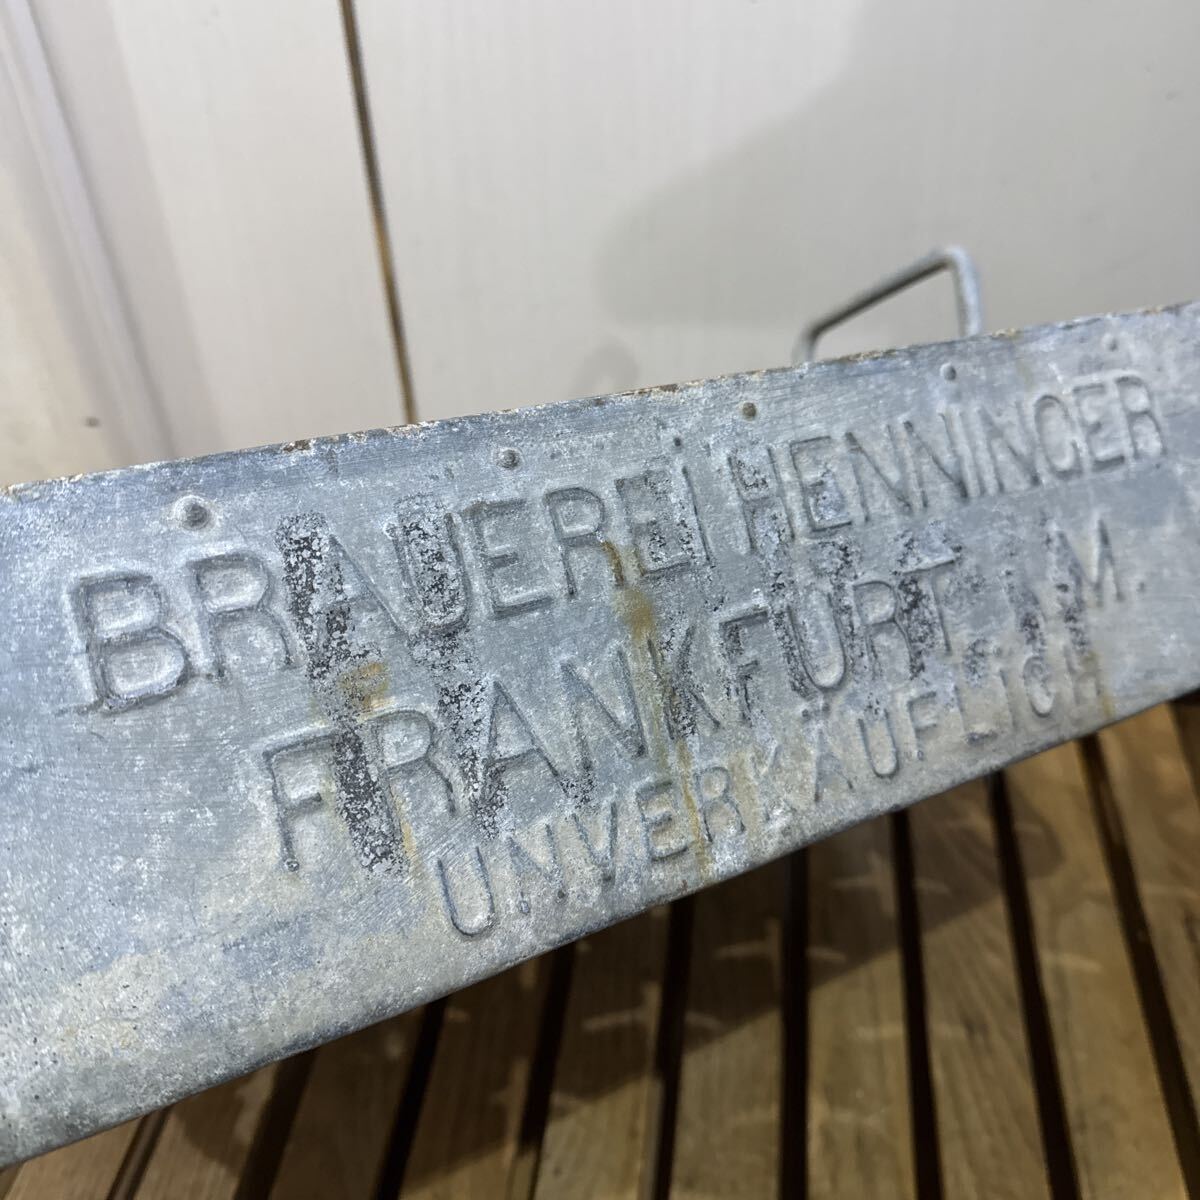 BRAUEREI HENNINGER
FRANKFURT A.M.
UNVERKÄUFLICH